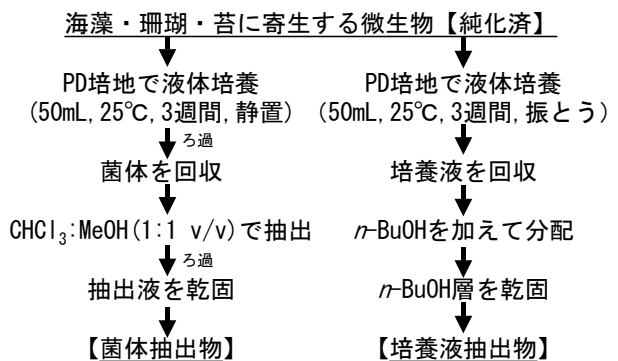 海藻・珊瑚・苔に寄生する微生物【純化済】
PD培地で液体培養
(50mL, 25℃, 3週間, 静置)
ろ過
菌体を回収
CHCl₃:MeOH(1:1 v/v)で抽出
ろ過
抽出液を乾固
【菌体抽出物】
PD培地で液体培養
(50mL, 25℃, 3週間, 振とう)
培養液を回収
n-BuOHを加えて分配
n-BuOH層を乾固
【培養液抽出物】